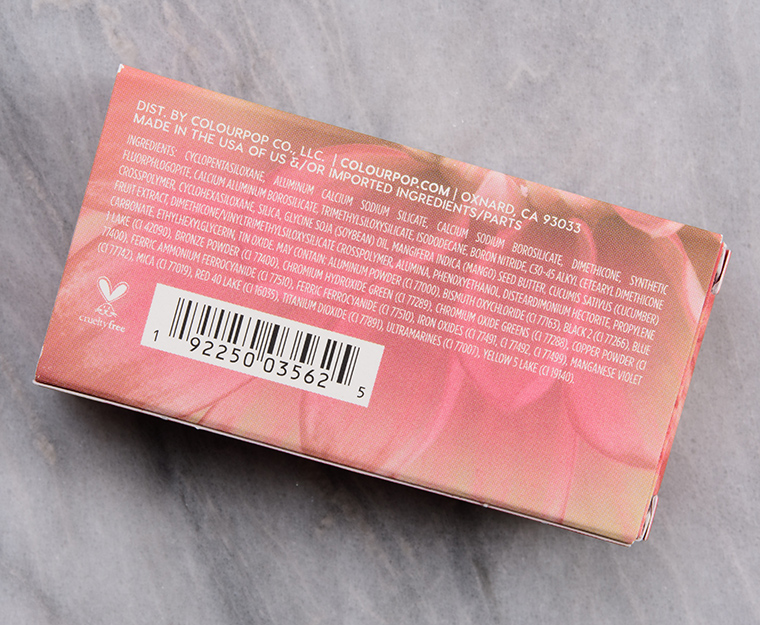 DIST. BY COLOURPOP CO., LLC. | COLOURPOP.COM | OXNARD, CA 93033
MADE IN THE USA OF US &/OR IMPORTED INGREDIENTS/PARTS
INGREDIENTS: CYCLOPENTASILOXANE, ALUMINUM CALCIUM SODIUM SILICATE, CALCIUM SODIUM BOROSILICATE, DIMETHICONE, SYNTHETIC
FLUORPHLOGOPITE, CALCIUM ALUMINUM BOROSILICATE, TRIMETHYLSILOXYSILICATE, ISODODECANE, BORON NITRIDE, C30-45 ALKYL CETEARYL DIMETHICONE
CROSSPOLYMER, CYCLOHEXASILOXANE, SILICA, GLYCINE SOJA (SOYBEAN) OIL, MANGIFERA INDICA (MANGO) SEED BUTTER, CUCUMIS SATIVUS (CUCUMBER)
FRUIT EXTRACT, DIMETHICONE/VINYLTRIMETHYLSILOXYSILICATE CROSSPOLYMER, ALUMINA, PHENOXYETHANOL, DISTEARDIMONIUM HECTORITE, PROPYLENE
CARBONATE, ETHYLHEXYLGLYCERIN, TIN OXIDE. MAY CONTAIN: ALUMINUM POWDER (CI 77000), BISMUTH OXYCHLORIDE (CI 77163), BLACK 2 (CI 77266), BLUE
1 LAKE (CI 42090), BRONZE POWDER (CI 77400), CHROMIUM HYDROXIDE GREEN (CI 77289), CHROMIUM OXIDE GREENS (CI 77288), COPPER POWDER (CI
77400), FERRIC AMMONIUM FERROCYANIDE (CI 77510), FERRIC FERROCYANIDE (CI 77510), IRON OXIDES (CI 77491, CI 77492, CI 77499), MANGANESE VIOLET
(CI 77742), MICA (CI 77019), RED 40 LAKE (CI 16035), TITANIUM DIOXIDE (CI 77891), ULTRAMARINES (CI 77007), YELLOW 5 LAKE (CI 19140).
cruelty free
1 92250 03562 5